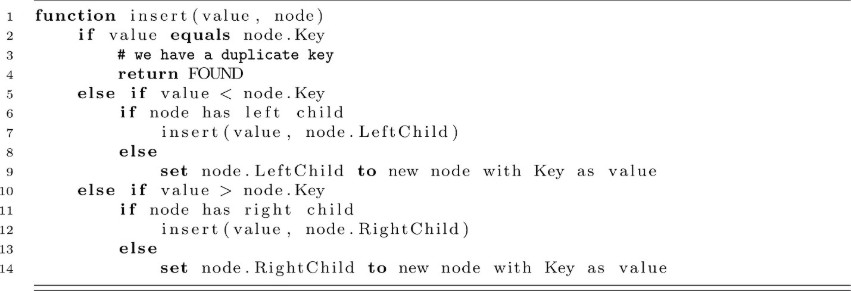 1 function insert(value, node)
2 if value equals node.Key
3 # we have a duplicate key
4 return FOUND
5 else if value < node.Key
6 if node has left child
7 insert(value, node.LeftChild)
8 else
9 set node.LeftChild to new node with Key as value
10 else if value > node.Key
11 if node has right child
12 insert(value, node.RightChild)
13 else
14 set node.RightChild to new node with Key as value